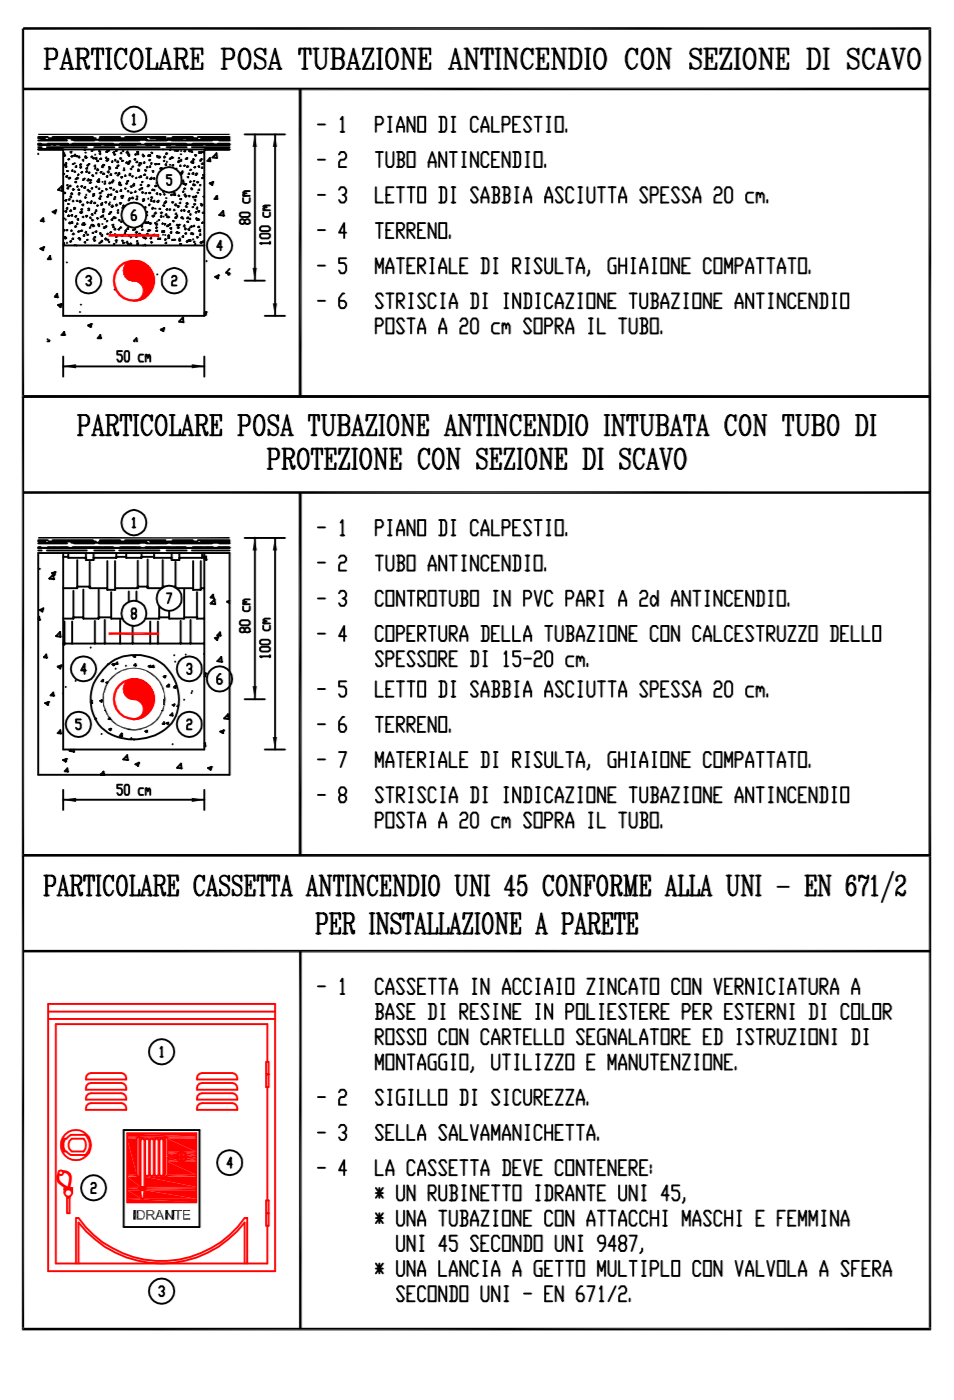 PARTICOLARE POSA TUBAZIONE ANTINCENDIO CON SEZIONE DI SCAVO
1
5
6
4
3
2
80 cm
100 cm
50 cm
- 1 PIANO DI CALPESTIO.
- 2 TUBO ANTINCENDIO.
- 3 LETTO DI SABBIA ASCIUTTA SPESSA 20 cm.
- 4 TERRENO.
- 5 MATERIALE DI RISULTA, GHIAIONE COMPATTATO.
- 6 STRISCIA DI INDICAZIONE TUBAZIONE ANTINCENDIO
POSTA A 20 cm SOPRA IL TUBO.
PARTICOLARE POSA TUBAZIONE ANTINCENDIO INTUBATA CON TUBO DI
PROTEZIONE CON SEZIONE DI SCAVO
1
7
8
4
3
6
5
2
80 cm
100 cm
50 cm
- 1 PIANO DI CALPESTIO.
- 2 TUBO ANTINCENDIO.
- 3 CONTROTUBO IN PVC PARI A 2d ANTINCENDIO.
- 4 COPERTURA DELLA TUBAZIONE CON CALCESTRUZZO DELLO
SPESSORE DI 15-20 cm.
- 5 LETTO DI SABBIA ASCIUTTA SPESSA 20 cm.
- 6 TERRENO.
- 7 MATERIALE DI RISULTA, GHIAIONE COMPATTATO.
- 8 STRISCIA DI INDICAZIONE TUBAZIONE ANTINCENDIO
POSTA A 20 cm SOPRA IL TUBO.
PARTICOLARE CASSETTA ANTINCENDIO UNI 45 CONFORME ALLA UNI - EN 671/2
PER INSTALLAZIONE A PARETE
1
4
2
IDRANTE
3
- 1 CASSETTA IN ACCIAIO ZINCATO CON VERNICIATURA A
BASE DI RESINE IN POLIESTERE PER ESTERNI DI COLOR
ROSSO CON CARTELLO SEGNALATORE ED ISTRUZIONI DI
MONTAGGIO, UTILIZZO E MANUTENZIONE.
- 2 SIGILLO DI SICUREZZA.
- 3 SELLA SALVAMANICHETTA.
- 4 LA CASSETTA DEVE CONTENERE:
* UN RUBINETTO IDRANTE UNI 45,
* UNA TUBAZIONE CON ATTACCHI MASCHI E FEMMINA
UNI 45 SECONDO UNI 9487,
* UNA LANCIA A GETTO MULTIPLO CON VALVOLA A SFERA
SECONDO UNI - EN 671/2.